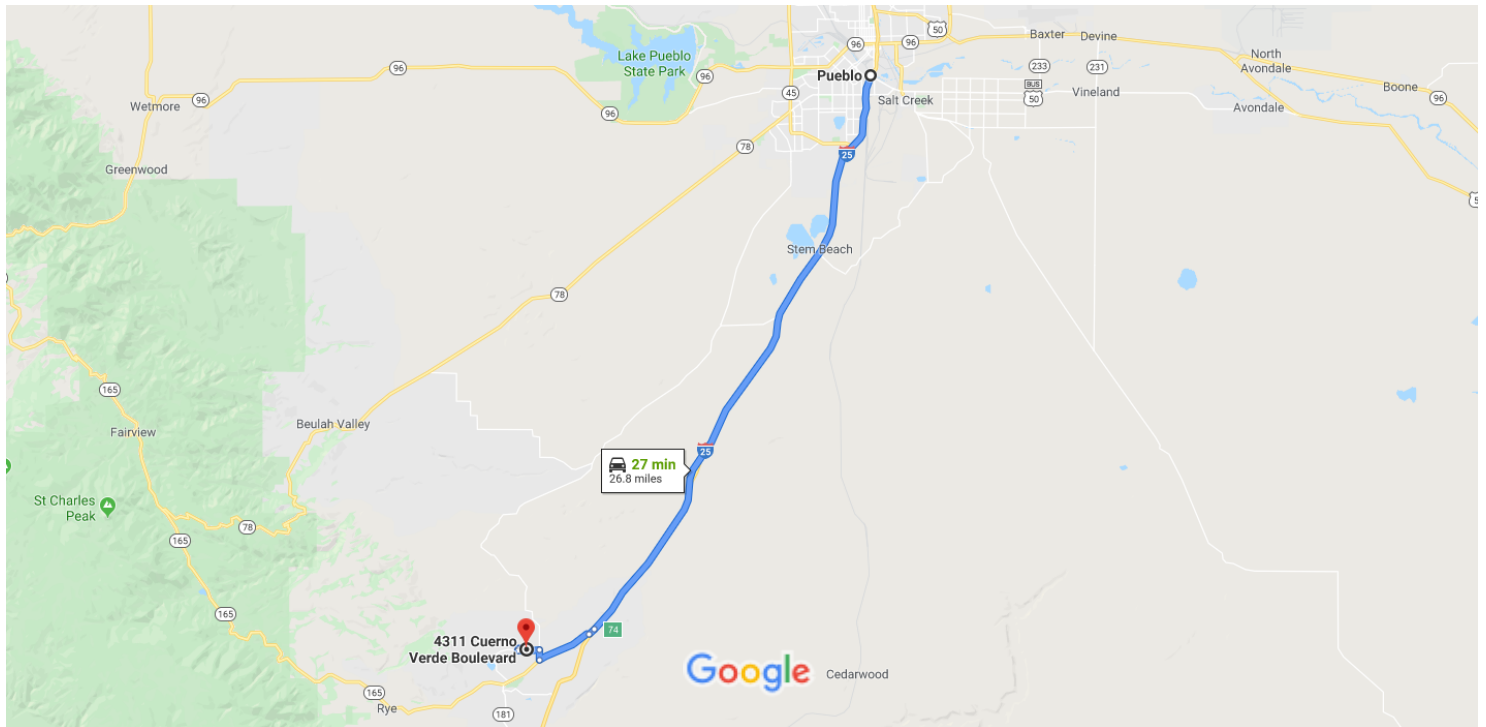 50
96
96
Baxter
Devine
Lake Pueblo
State Park
North
Avondale
96
96
Pueblo
233
231
BUS
50
Vineland
Boone
96
Wetmore
96
45
Salt Creek
Avondale
96
78
25
Greenwood
Stem Beach
78
165
Fairview
Beulah Valley
25
27 min
26.8 miles
St Charles
Peak
78
165
165
74
4311 Cuerno
Verde Boulevard
Google
Cedarwood
165
Rye
181